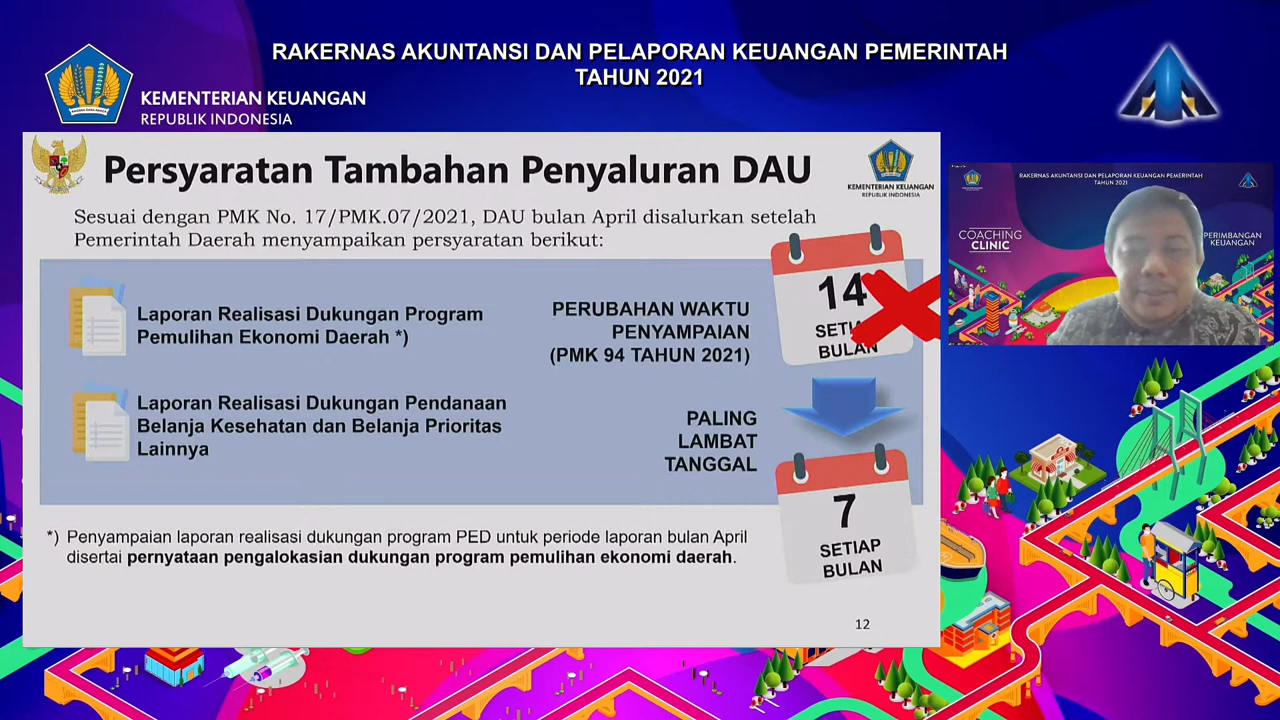 RAKERNAS AKUNTANSI DAN PELAPORAN KEUANGAN PEMERINTAH
TAHUN 2021
KEMENTERIAN KEUANGAN
REPUBLIK INDONESIA
Persyaratan Tambahan Penyaluran DAU
KEMENTERIAN KEUANGAN
REPUBLIK INDONESIA
Sesuai dengan PMK No. 17/PMK.07/2021, DAU bulan April disalurkan setelah
Pemerintah Daerah menyampaikan persyaratan berikut:
Laporan Realisasi Dukungan Program
Pemulihan Ekonomi Daerah *)
PERUBAHAN WAKTU
PENYAMPAIAN
(PMK 94 TAHUN 2021)
14
SETIAP
BULAN
Laporan Realisasi Dukungan Pendanaan
Belanja Kesehatan dan Belanja Prioritas
Lainnya
PALING
LAMBAT
TANGGAL
7
SETIAP
BULAN
*) Penyampaian laporan realisasi dukungan program PED untuk periode laporan bulan April
disertai pernyataan pengalokasian dukungan program pemulihan ekonomi daerah.
12
RAKERNAS AKUNTANSI DAN PELAPORAN KEUANGAN PEMERINTAH
TAHUN 2021
COACHING
CLINIC
PERIMBANGAN
KEUANGAN